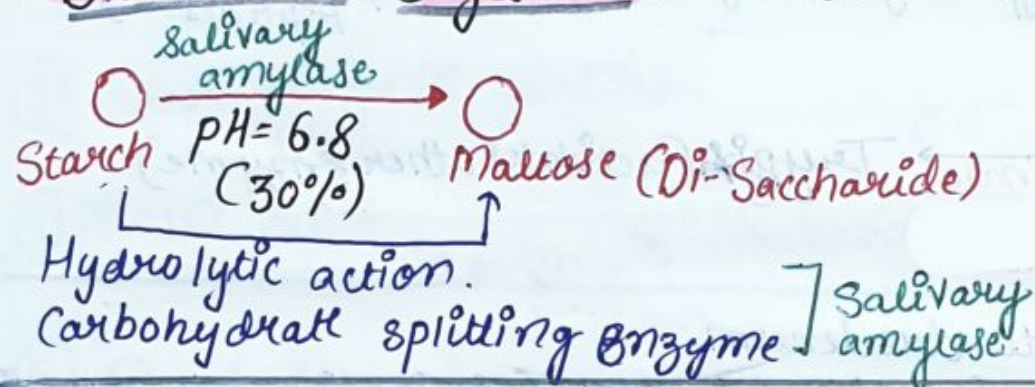 Salivary
amylase
pH= 6.8
Starch
(30%)
Maltose (Di-Saccharide)
Hydrolytic action.
Carbohydrate splitting Enzyme
Salivary
amylase